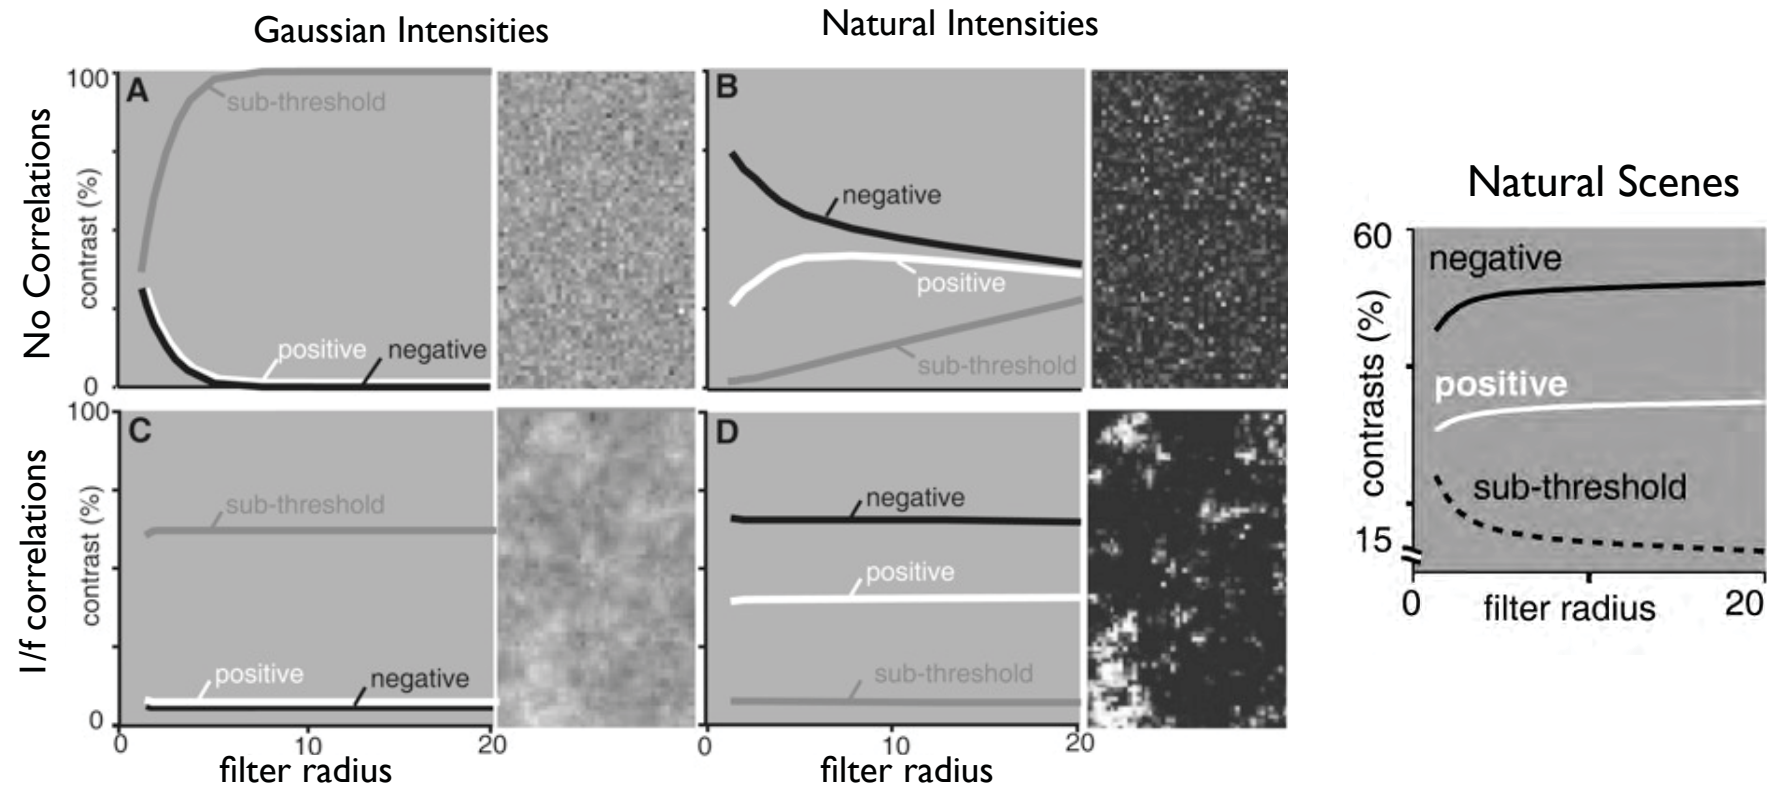 Gaussian Intensities
Natural Intensities
No Correlations
contrast (%)
100
A
sub-threshold
positive
negative
0
B
negative
positive
sub-threshold
I/f correlations
contrast (%)
100
C
sub-threshold
positive
negative
0
0
10
20
filter radius
D
negative
positive
sub-threshold
0
10
20
filter radius
Natural Scenes
60
negative
contrasts (%)
positive
sub-threshold
15
0
filter radius
20